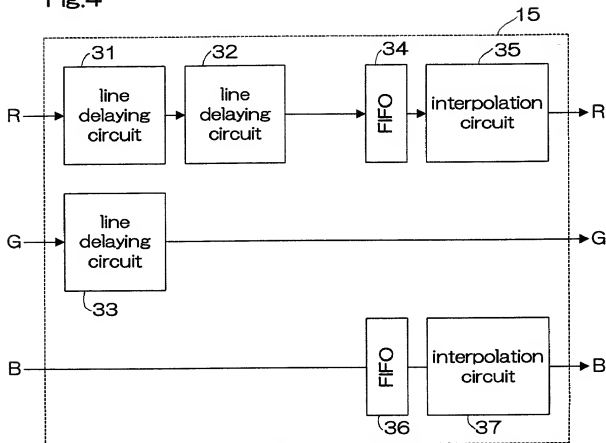 Fig.4
15
31
32
34
35
R
line
delaying
circuit
line
delaying
circuit
FIFO
interpolation
circuit
R
G
line
delaying
circuit
G
33
B
FIFO
interpolation
circuit
B
36
37